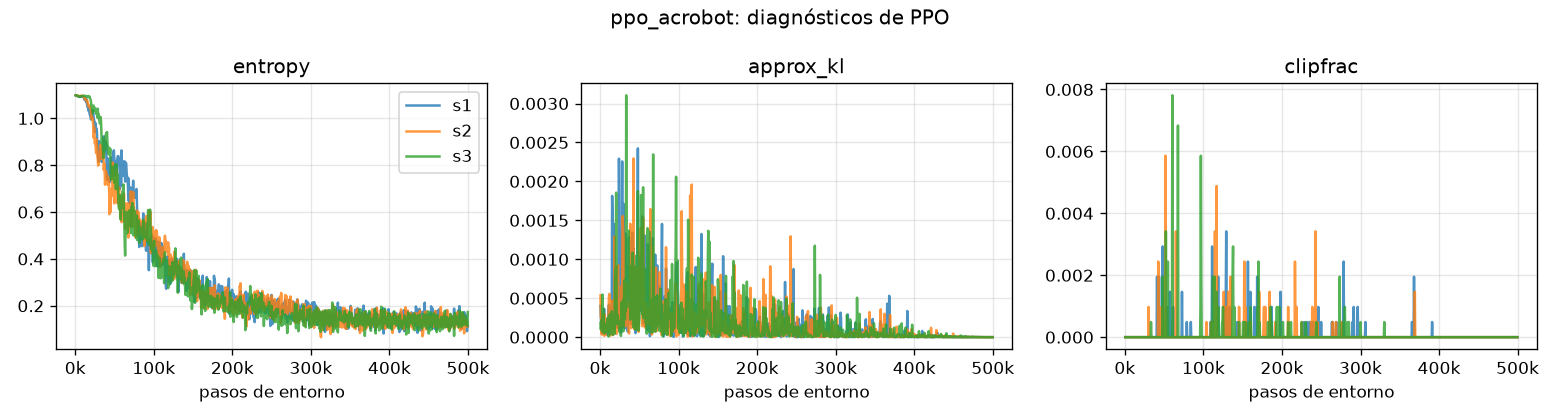 ppo_acrobot: diagnósticos de PPO
entropy
1.0
0.8
0.6
0.4
0.2
0k
100k
200k
300k
400k
500k
pasos de entorno
s1
s2
s3
approx_kl
0.0030
0.0025
0.0020
0.0015
0.0010
0.0005
0.0000
0k
100k
200k
300k
400k
500k
pasos de entorno
clipfrac
0.008
0.006
0.004
0.002
0.000
0k
100k
200k
300k
400k
500k
pasos de entorno